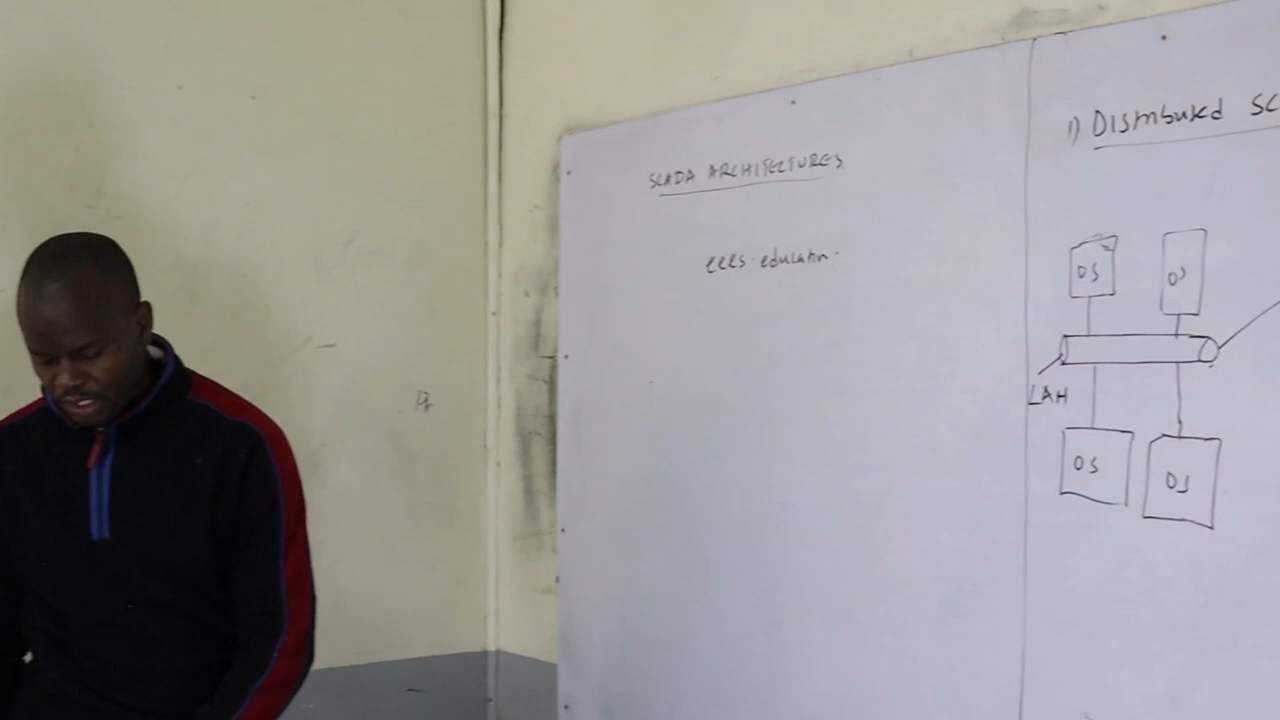 SCADA ARCHITECTURES
eees.education.
1) Distributed SC
OS
OS
LAN
OS
OS